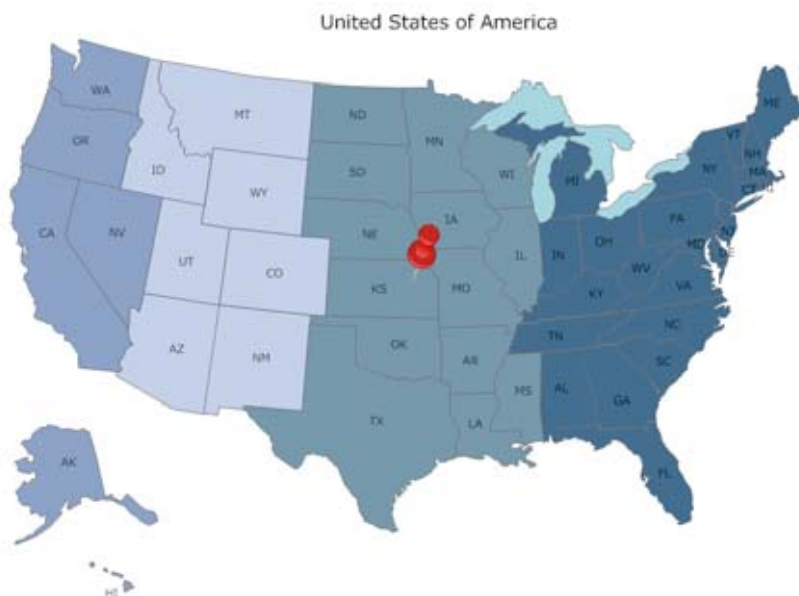 United States of America
WA
MT
ND
MN
ME
OR
ID
SD
WI
MI
VT
NH
NY
MA
CT
RI
WY
NV
CA
UT
CO
NE
IA
IL
IN
OH
PA
NJ
MD
DE
WV
VA
KS
MO
KY
NC
TN
SC
AZ
NM
OK
AR
MS
AL
GA
TX
LA
FL
AK
HI